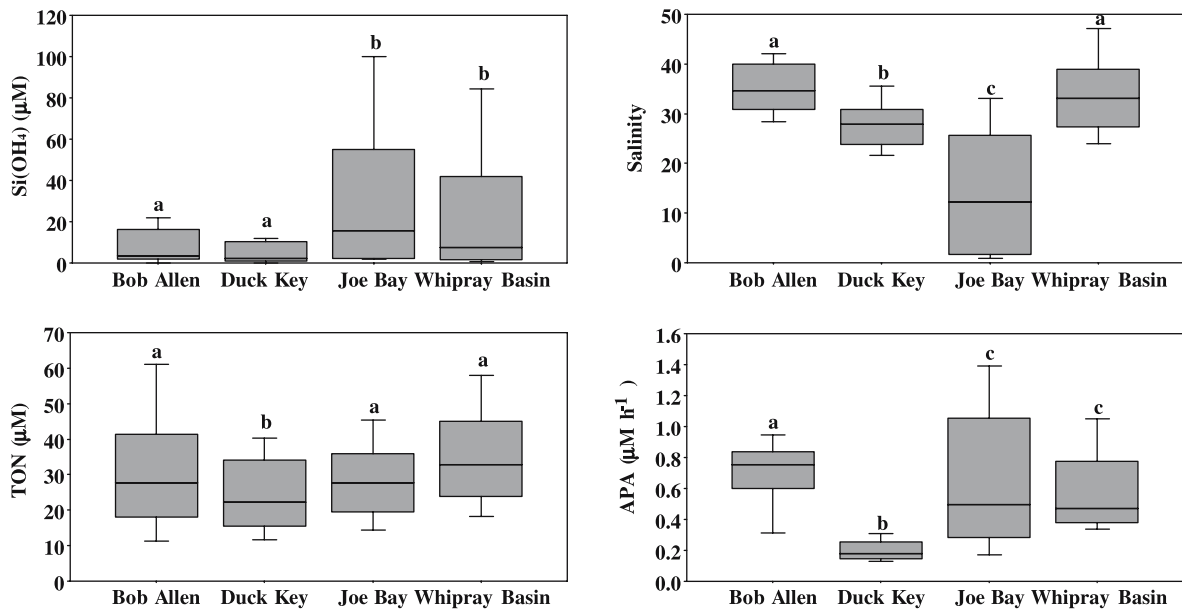 120
100
80
60
40
20
0
Si(OH₄) (μM)
a
a
b
b
Bob Allen Duck Key Joe Bay Whipray Basin
50
40
30
20
10
0
Salinity
a
b
c
a
Bob Allen Duck Key Joe Bay Whipray Basin
70
60
50
40
30
20
10
0
TON (μM)
a
b
a
a
Bob Allen Duck Key Joe Bay Whipray Basin
1.6
1.4
1.2
1.0
0.8
0.6
0.4
0.2
0.0
APA (μM h⁻¹ )
a
b
c
c
Bob Allen Duck Key Joe Bay Whipray Basin